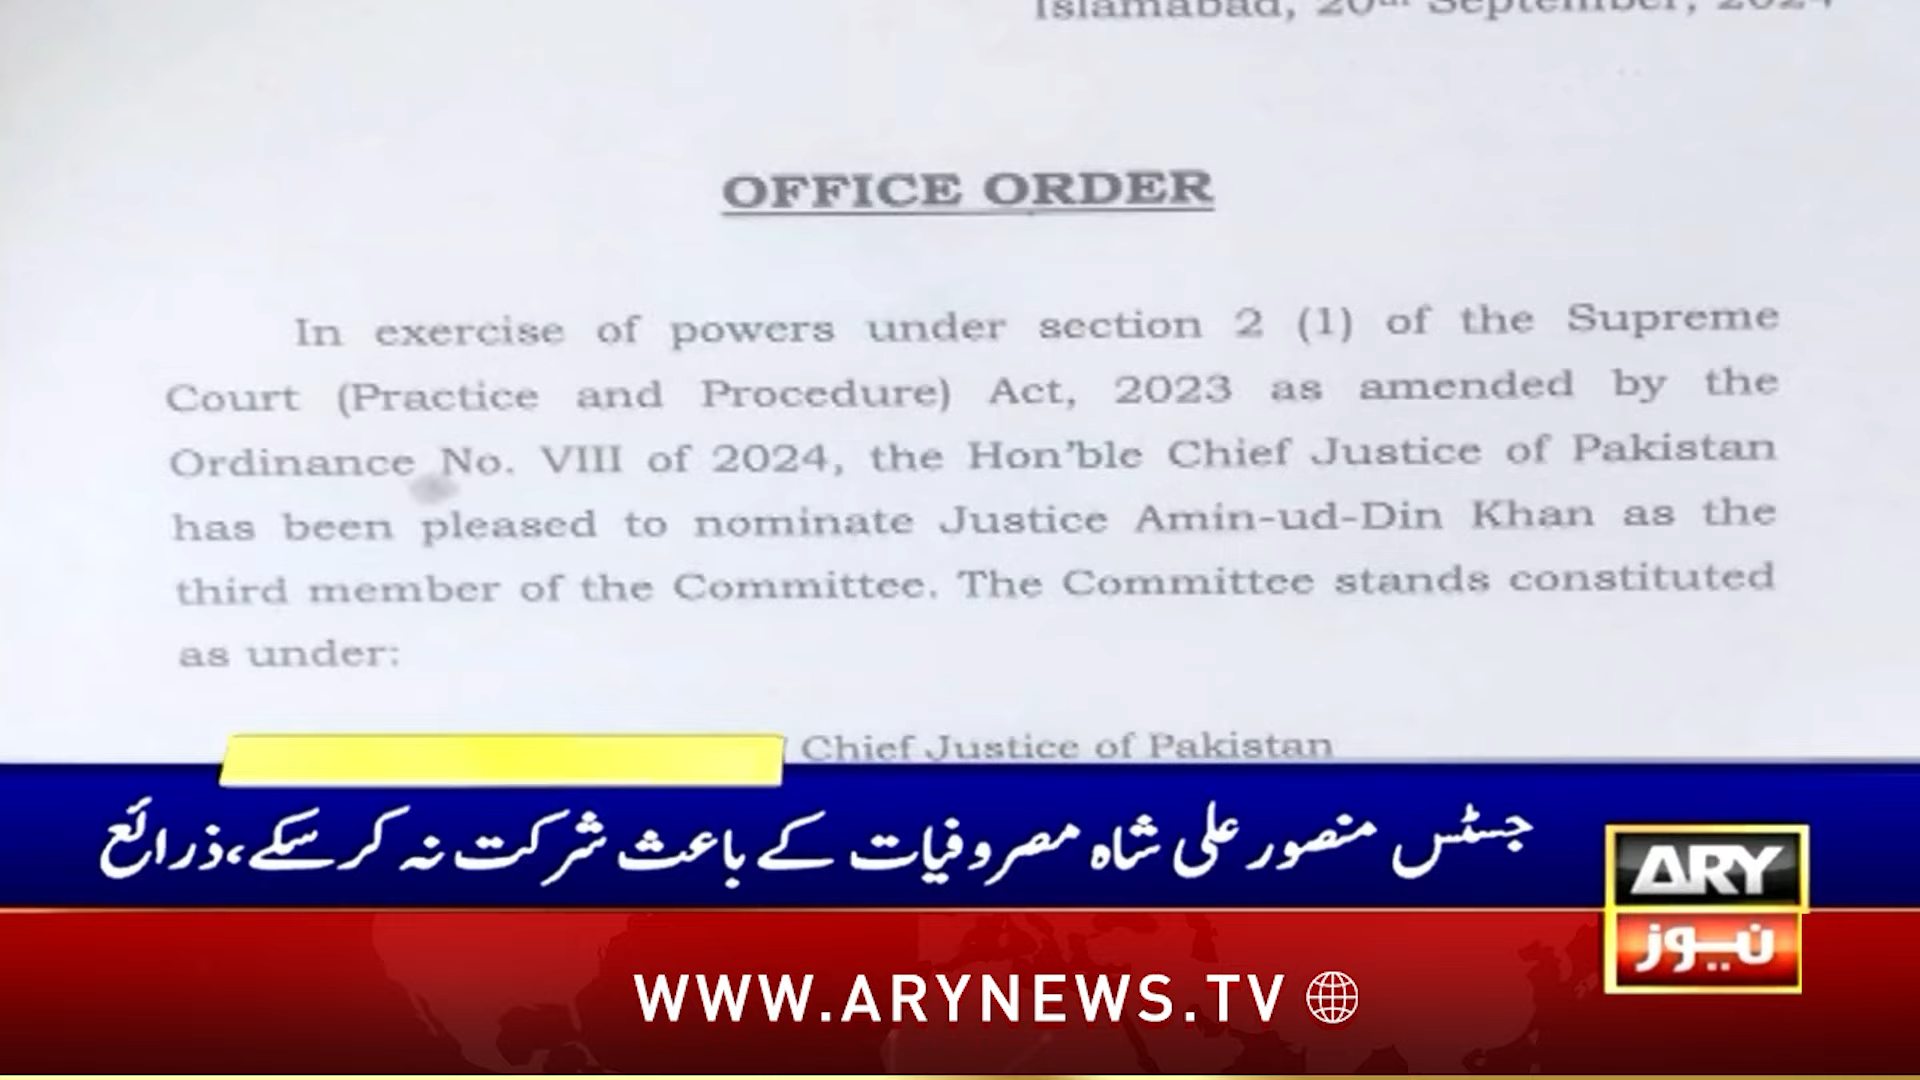 Islamabad, 20th September, 2024
OFFICE ORDER
In exercise of powers under section 2 (1) of the Supreme
Court (Practice and Procedure) Act, 2023 as amended by the
Ordinance No. VIII of 2024, the Hon'ble Chief Justice of Pakistan
has been pleased to nominate Justice Amin-ud-Din Khan as the
third member of the Committee. The Committee stands constituted
as under:
Chief Justice of Pakistan
جسٹس منصور علی شاہ مصروفیات کے باعث شرکت نہ کرسکے،ذرائع
ARY
نیوز
WWW.ARYNEWS.TV